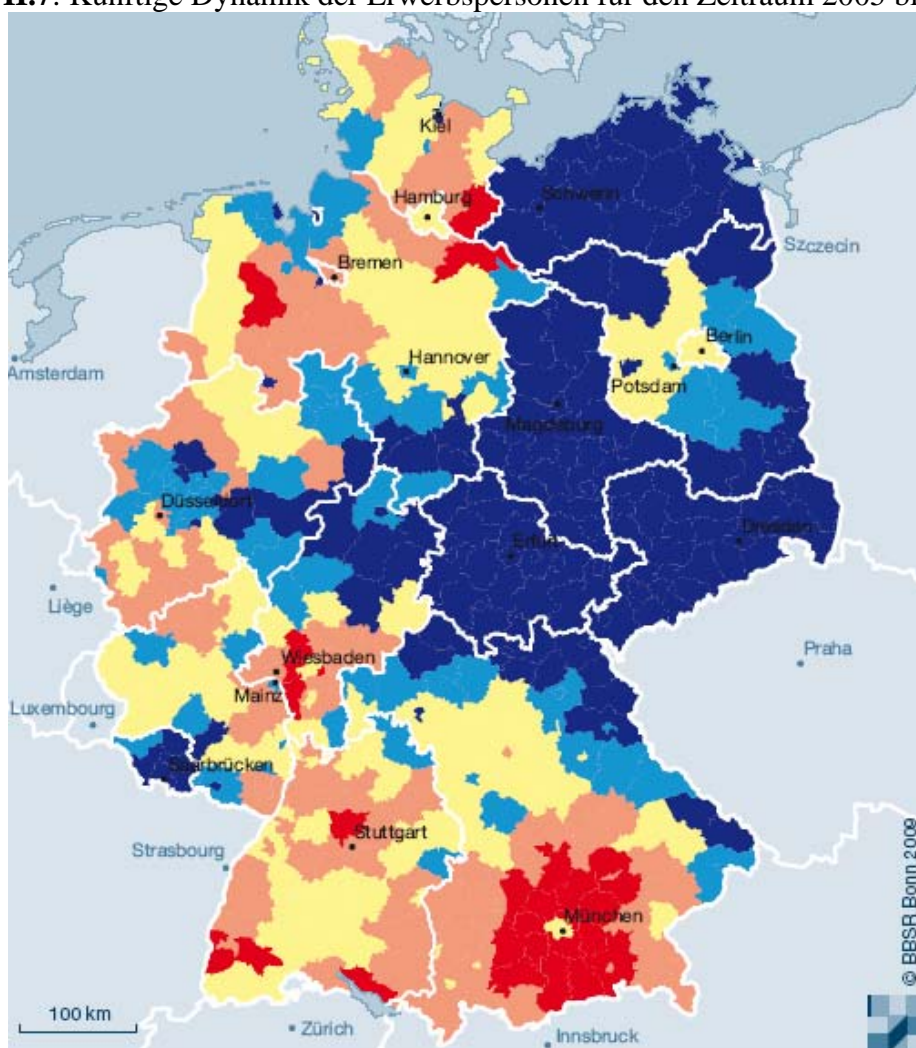 II.7: Künftige Dynamik der Erwerbspersonen für den Zeitraum 2005
Kiel
Hamburg
Schwerin
Szczecin
Bremen
Amsterdam
Hannover
Berlin
Potsdam
Magdeburg
Düsseldorf
Erfurt
Dresden
Liège
Wiesbaden
Praha
Mainz
Luxembourg
Saarbrücken
Stuttgart
Strasbourg
München
100 km
Zürich
Innsbruck
© BBSR Bonn 2009